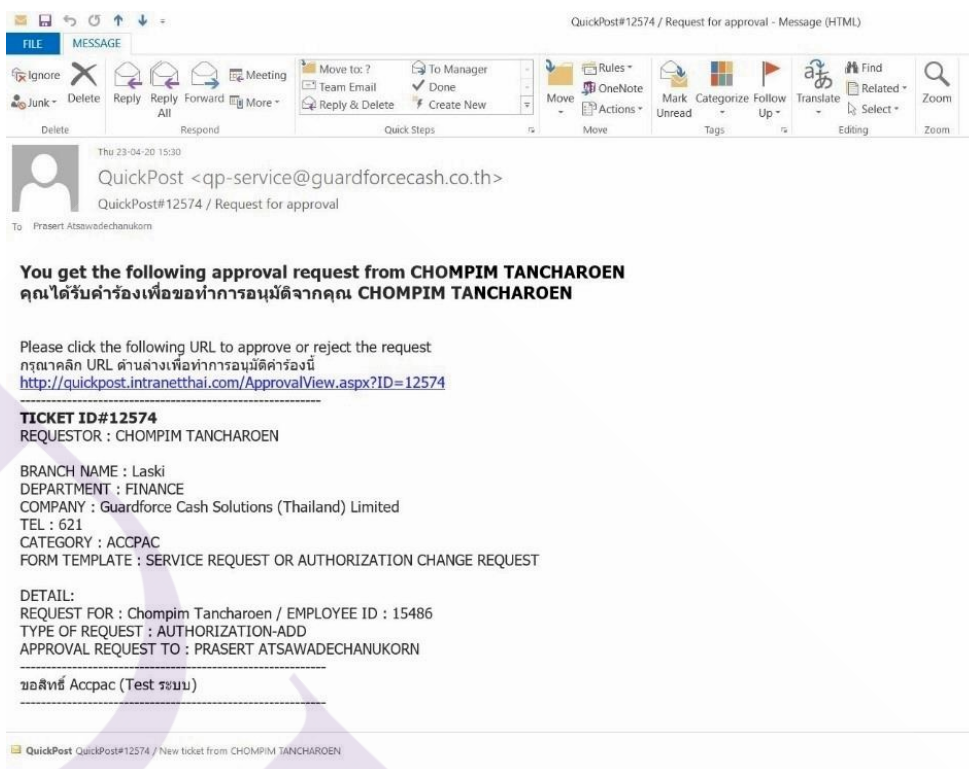 QuickPost#12574 / Request for approval - Message (HTML)
FILE MESSAGE
Ignore
Junk
Delete
Reply
Reply All
Forward
Meeting
More
Move to: ?
Team Email
Reply & Delete
To Manager
Done
Create New
Move
Rules
OneNote
Actions
Mark Unread
Categorize
Follow Up
Translate
Find
Related
Select
Zoom
Delete Respond Quick Steps Move Tags Editing Zoom
Thu 23-04-20 15:30
QuickPost <qp-service@guardforcecash.co.th>
QuickPost#12574 / Request for approval
To Prasert Atsawadechanukorn
You get the following approval request from CHOMPIM TANCHAROEN
คุณได้รับคำร้องเพื่อขอทำการอนุมัติจากคุณ CHOMPIM TANCHAROEN
Please click the following URL to approve or reject the request
กรุณาคลิก URL ด้านล่างเพื่อทำการอนุมัติคำร้องนี้
http://quickpost.intranetthai.com/ApprovalView.aspx?ID=12574
------------------------------------------------------------
TICKET ID#12574
REQUESTOR : CHOMPIM TANCHAROEN
BRANCH NAME : Laski
DEPARTMENT : FINANCE
COMPANY : Guardforce Cash Solutions (Thailand) Limited
TEL : 621
CATEGORY : ACCPAC
FORM TEMPLATE : SERVICE REQUEST OR AUTHORIZATION CHANGE REQUEST
DETAIL:
REQUEST FOR : Chompim Tancharoen / EMPLOYEE ID : 15486
TYPE OF REQUEST : AUTHORIZATION-ADD
APPROVAL REQUEST TO : PRASERT ATSAWADECHANUKORN
------------------------------------------------------------
ขอสิทธิ์ Accpac (Test ระบบ)
------------------------------------------------------------
QuickPost QuickPost#12574 / New ticket from CHOMPIM TANCHAROEN